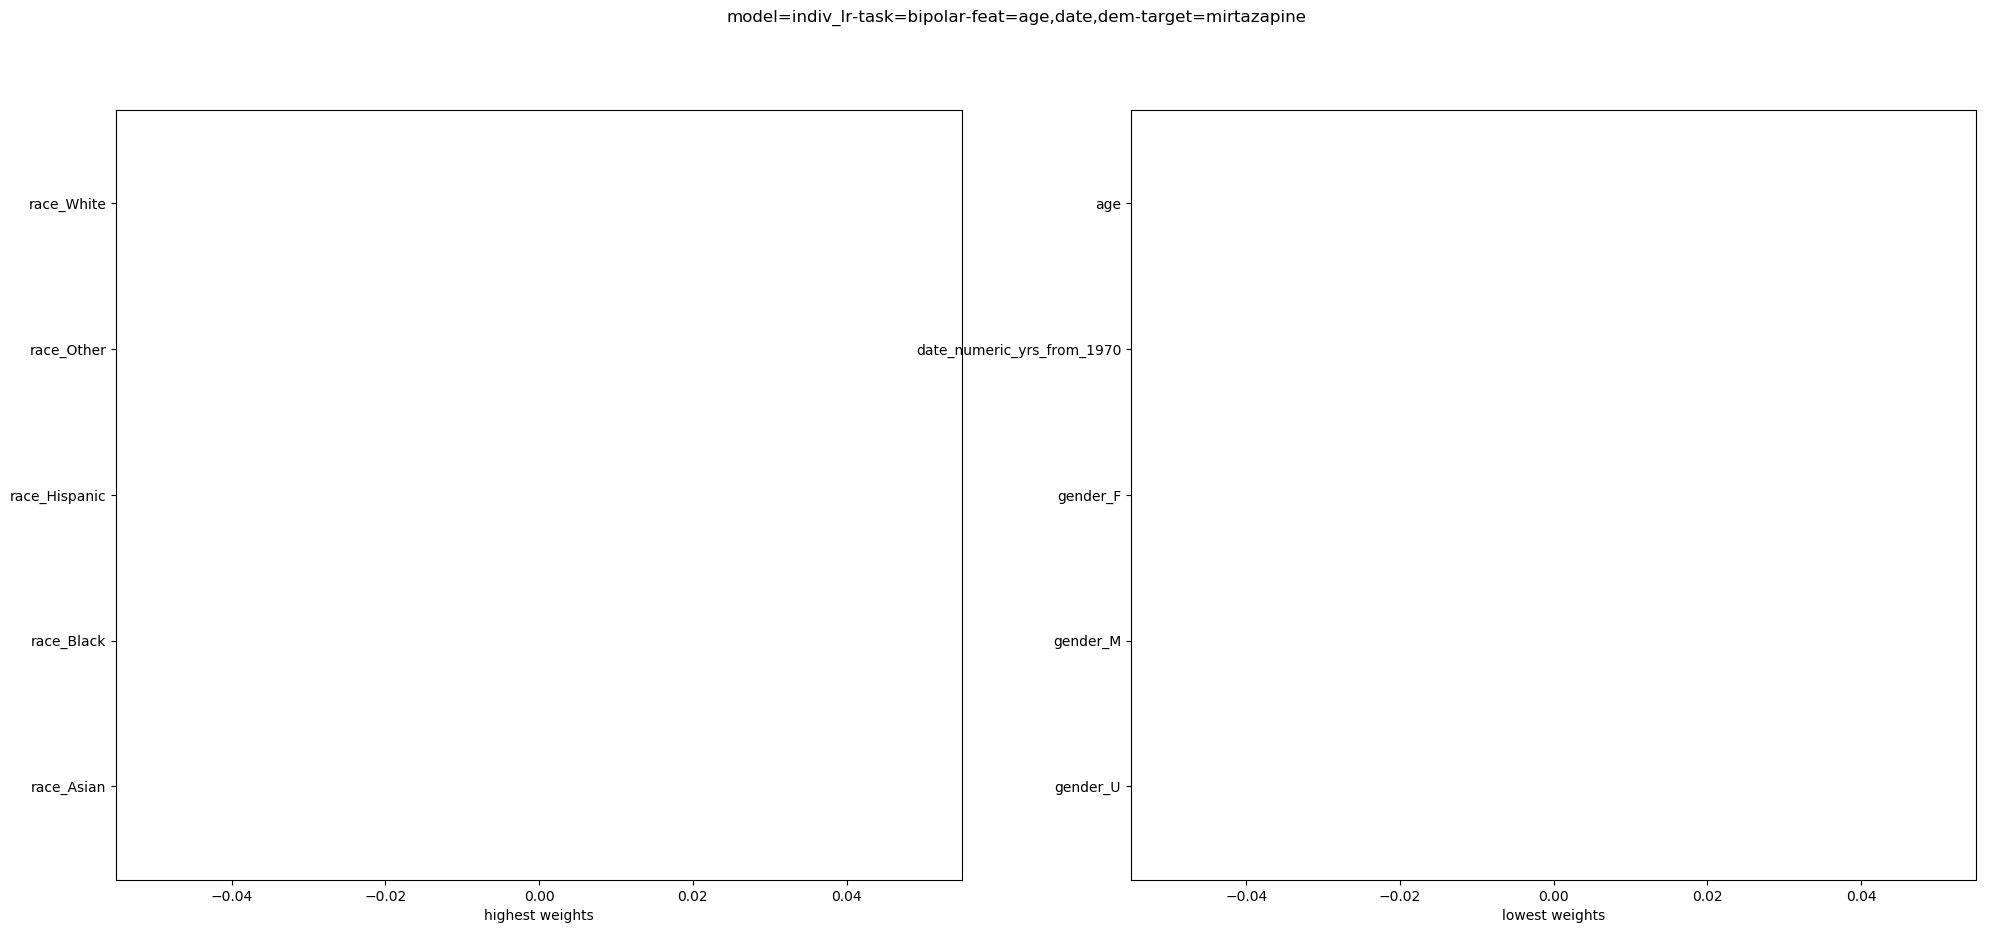 model=indiv_lr-task=bipolar-feat=age,date,dem-target=mirtazapine
race_White
race_Other
race_Hispanic
race_Black
race_Asian
−0.04 −0.02 0.00 0.02 0.04
highest weights
age
date_numeric_yrs_from_1970
gender_F
gender_M
gender_U
−0.04 −0.02 0.00 0.02 0.04
lowest weights